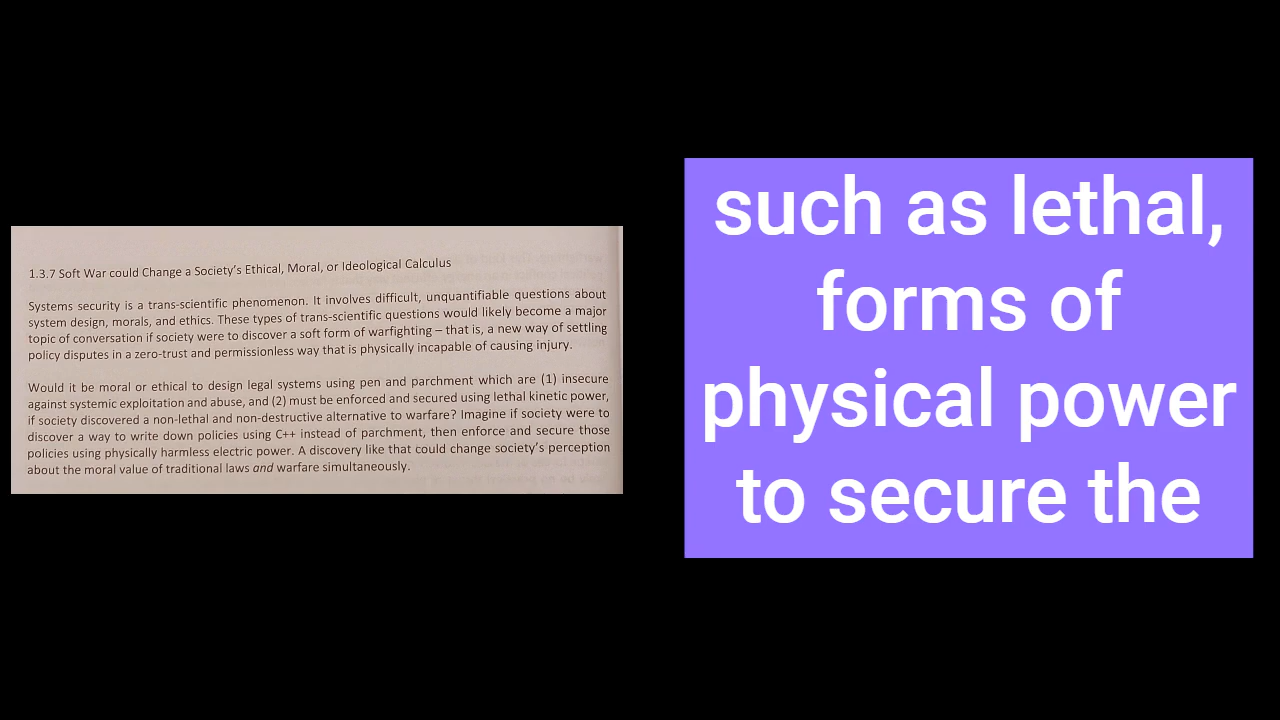 1.3.7 Soft War could Change a Society's Ethical, Moral, or Ideological Calculus
Systems security is a trans-scientific phenomenon. It involves difficult, unquantifiable questions about
system design, morals, and ethics. These types of trans-scientific questions would likely become a major
topic of conversation if society were to discover a soft form of warfighting – that is, a new way of settling
policy disputes in a zero-trust and permissionless way that is physically incapable of causing injury.
Would it be moral or ethical to design legal systems using pen and parchment which are (1) insecure
against systemic exploitation and abuse, and (2) must be enforced and secured using lethal kinetic power,
if society discovered a non-lethal and non-destructive alternative to warfare? Imagine if society were to
discover a way to write down policies using C++ instead of parchment, then enforce and secure those
policies using physically harmless electric power. A discovery like that could change society's perception
about the moral value of traditional laws and warfare simultaneously.
such as lethal,
forms of
physical power
to secure the